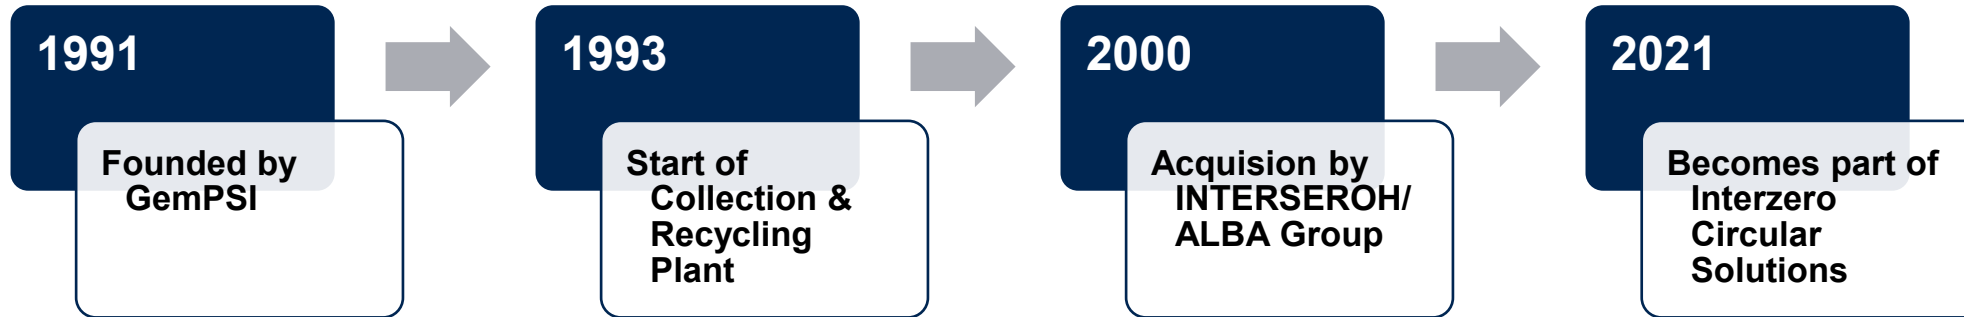 1991
Founded by
GemPSI
1993
Start of
Collection &
Recycling
Plant
2000
Acquision by
INTERSEROH/
ALBA Group
2021
Becomes part of
Interzero
Circular
Solutions